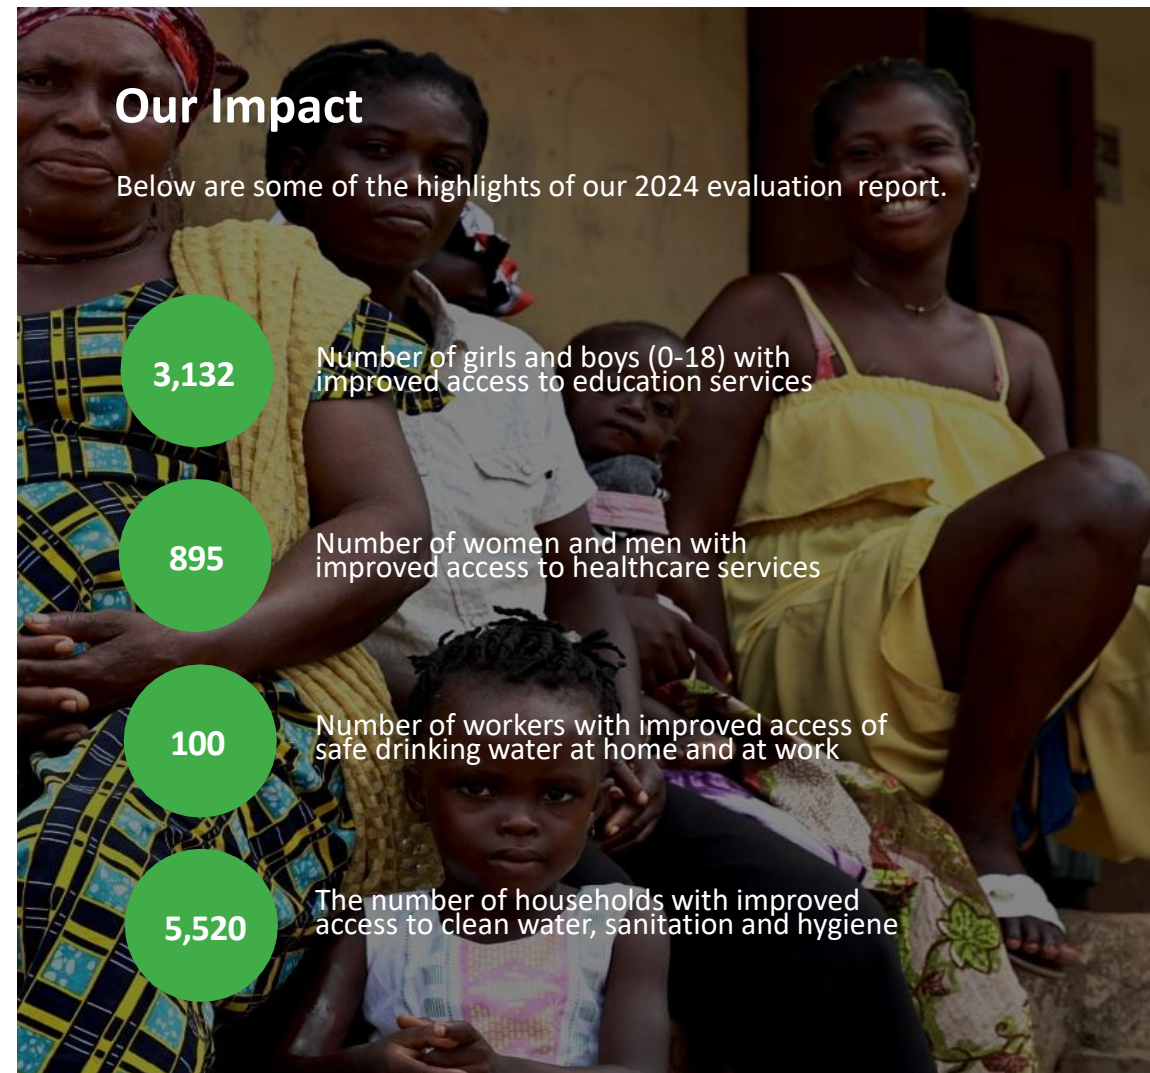 Our Impact
Below are some of the highlights of our 2024 evaluation  report.
3,132
Number of girls and boys (0-18) with
improved access to education services
895
Number of women and men with
improved access to healthcare services
100
Number of workers with improved access of
safe drinking water at home and at work
5,520
The number of households with improved
access to clean water, sanitation and hygiene